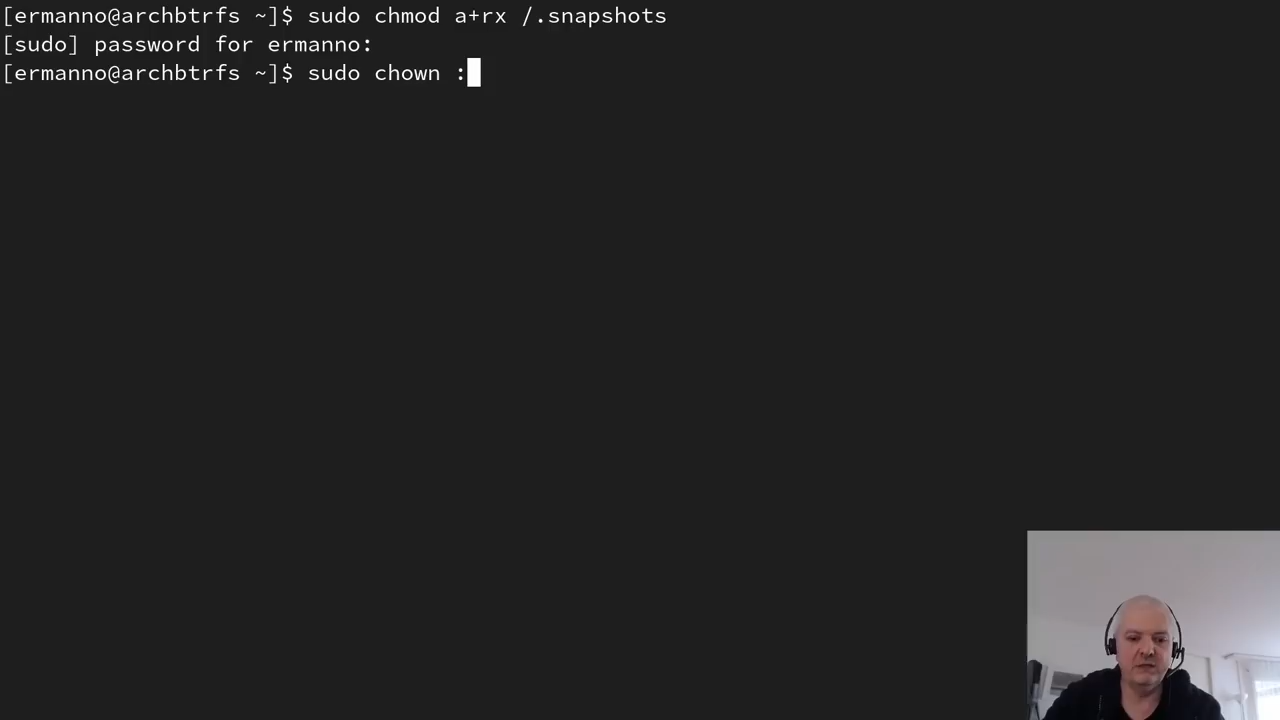 [ermanno@archbtrfs ~]$ sudo chmod a+rx /.snapshots
[sudo] password for ermanno:
[ermanno@archbtrfs ~]$ sudo chown :